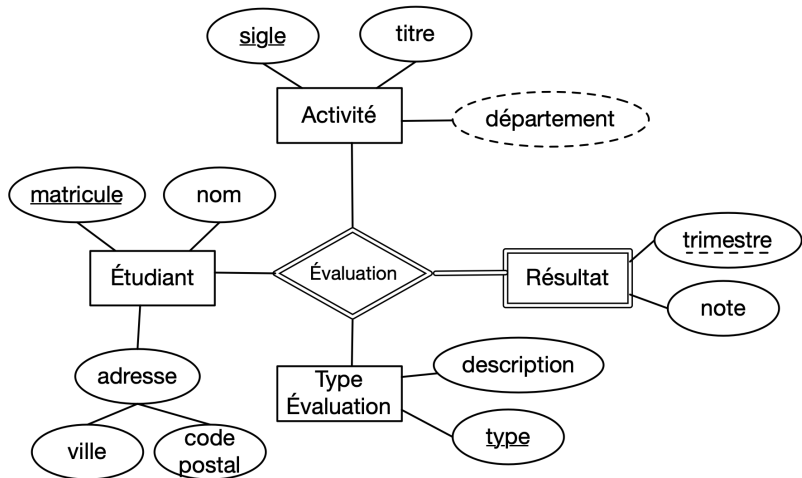 sigle
titre
Activité
département
matricule
nom
Étudiant
Évaluation
Résultat
trimestre
note
adresse
ville
code
postal
Type
Évaluation
description
type